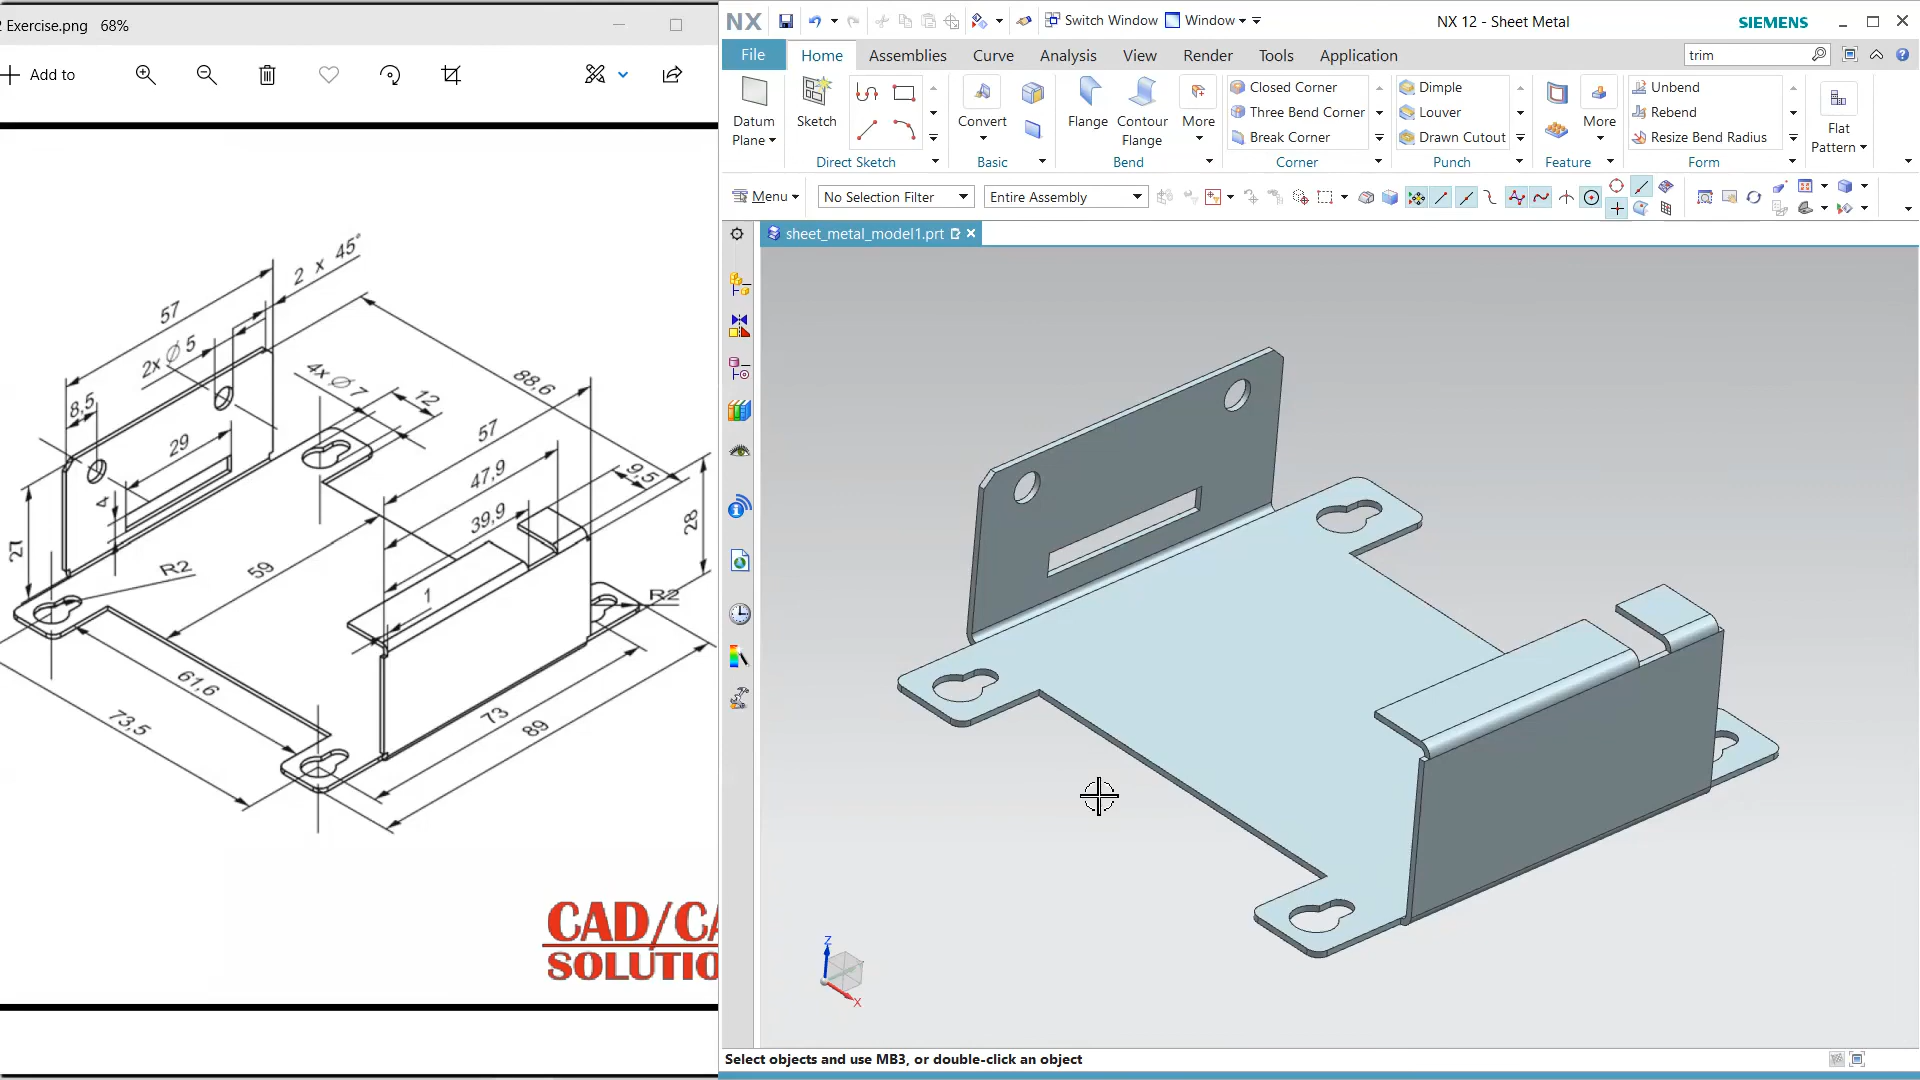 2 Exercise.png 68%
Add to
57
2 x 45°
2x Ø 5
8,5
29
4
27
R2
59
4x Ø 7
12
88,6
57
47,9
39,9
9,5
28
1
R2
61,6
73,5
73
89
CAD/CA
SOLUTIO
NX
Switch Window
Window
NX 12 - Sheet Metal
SIEMENS
File
Home
Assemblies
Curve
Analysis
View
Render
Tools
Application
trim
Datum
Plane
Sketch
Direct Sketch
Convert
Basic
Flange
Contour
Flange
More
Bend
Closed Corner
Three Bend Corner
Break Corner
Corner
Dimple
Louver
Drawn Cutout
Punch
More
Feature
Unbend
Rebend
Resize Bend Radius
Form
Flat
Pattern
Menu
No Selection Filter
Entire Assembly
sheet_metal_model1.prt
Z
X
Select objects and use MB3, or double-click an object